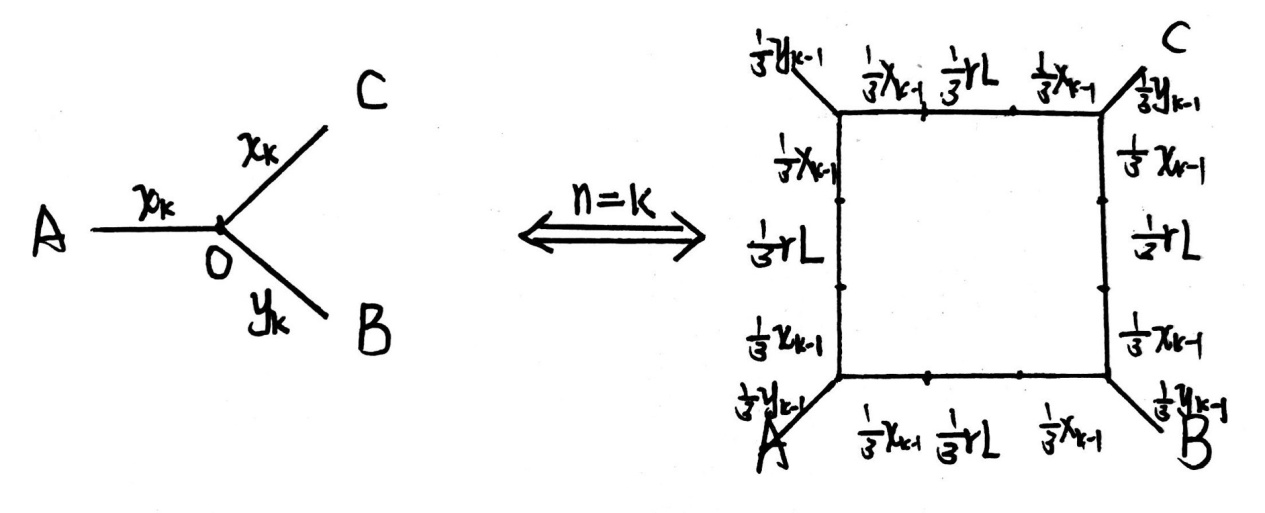 A
x_k
O
x_k
C
y_k
B
n=k
1/3 y_{k-1}
1/3 x_{k-1}
1/3 rL
1/3 x_{k-1}
C
1/3 y_{k-1}
1/3 x_{k-1}
1/3 x_{k-1}
1/3 rL
1/3 rL
1/3 x_{k-1}
1/3 x_{k-1}
1/3 y_{k-1}
1/3 y_{k-1}
A
1/3 x_{k-1}
1/3 rL
1/3 x_{k-1}
B